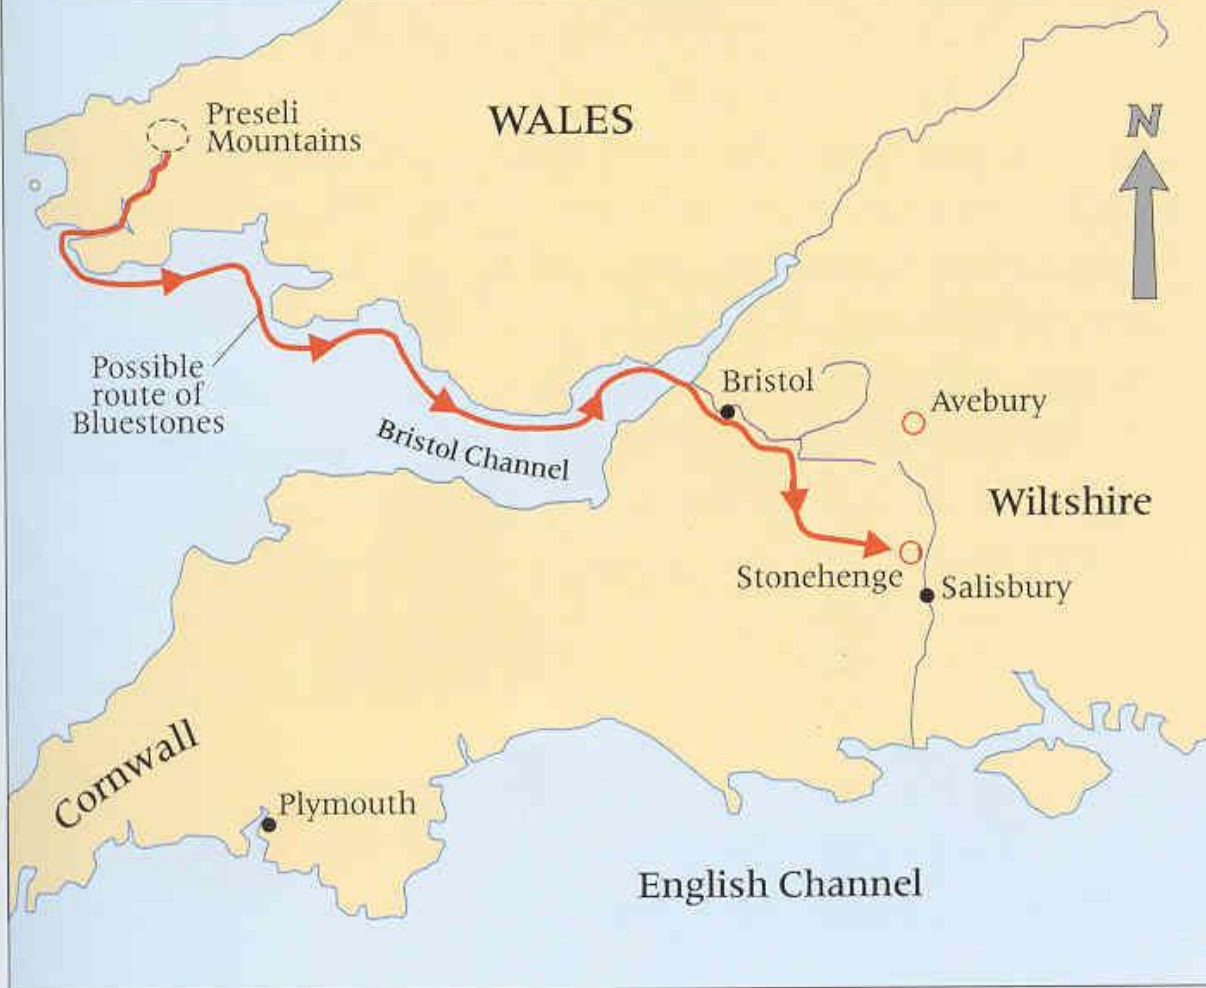 Preseli
Mountains
WALES
N
Possible
route of
Bluestones
Bristol Channel
Bristol
Avebury
Wiltshire
Stonehenge
Salisbury
Cornwall
Plymouth
English Channel